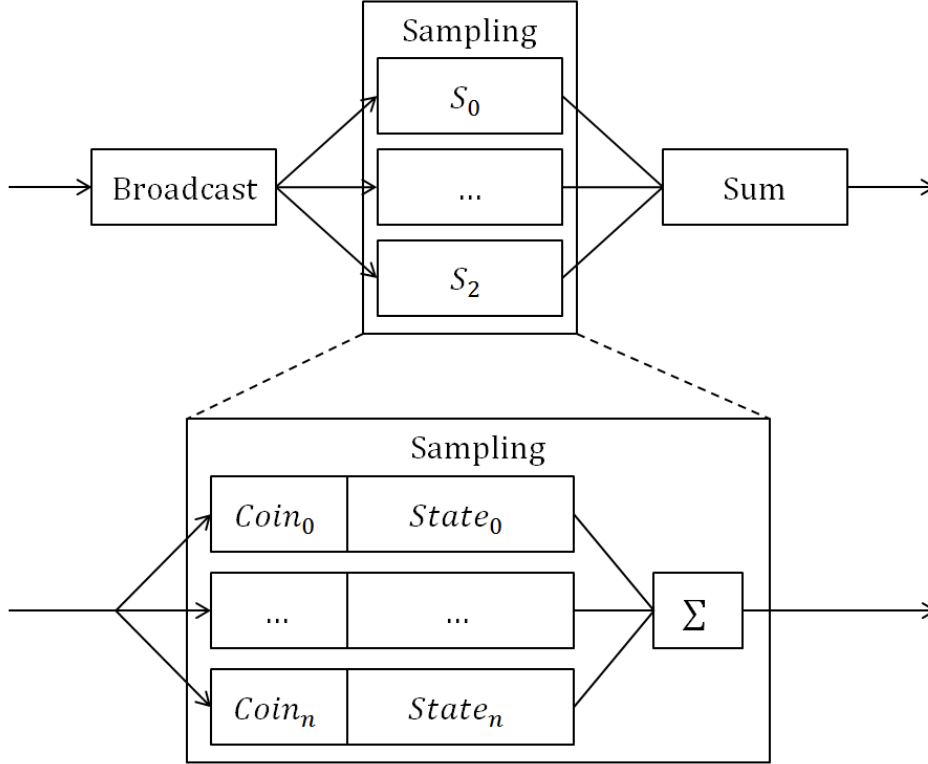 Sampling
S₀
Broadcast
...
Sum
S₂
Sampling
Coin₀ State₀
... ...
Σ
Coinₙ Stateₙ